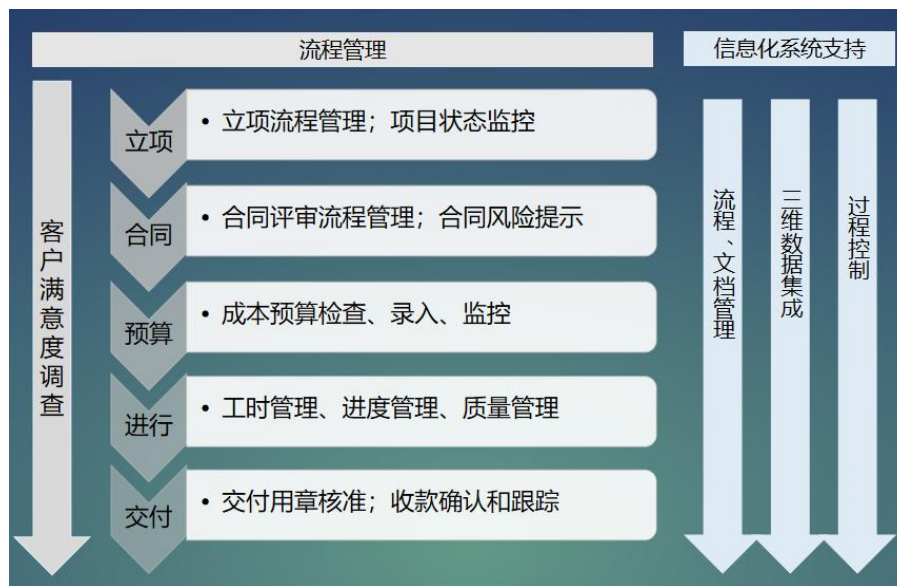 流程管理
信息化系统支持
客户满意度调查
立项
• 立项流程管理；项目状态监控
合同
• 合同评审流程管理；合同风险提示
预算
• 成本预算检查、录入、监控
进行
• 工时管理、进度管理、质量管理
交付
• 交付用章核准；收款确认和跟踪
流程、文档管理
三维数据集成
过程控制